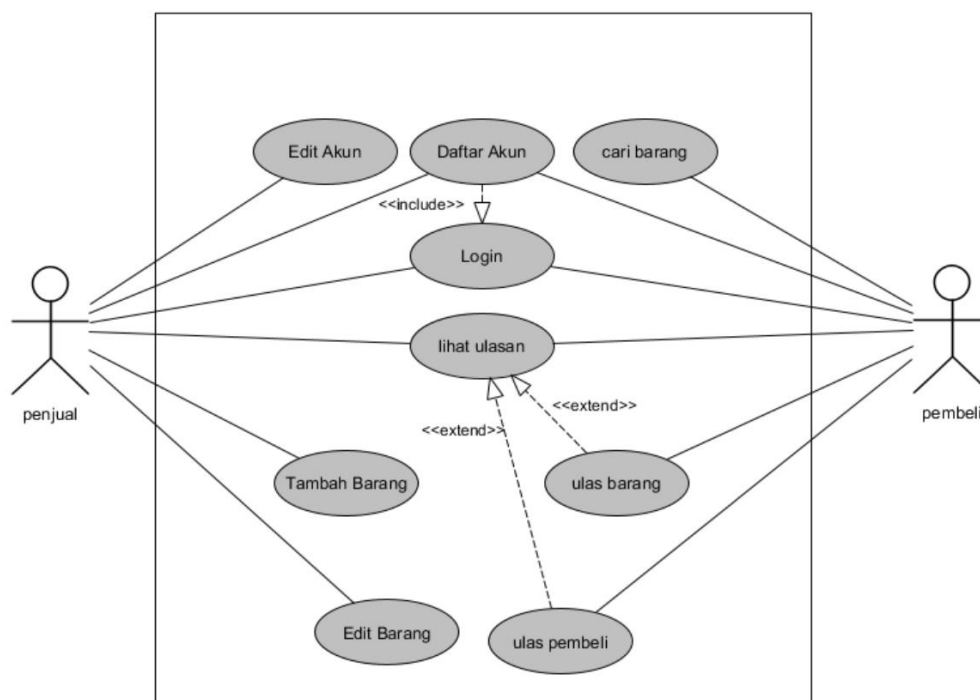 Edit Akun
Daftar Akun
cari barang
<<include>>
Login
lihat ulasan
penjual
pembeli
<<extend>>
<<extend>>
Tambah Barang
ulas barang
Edit Barang
ulas pembeli